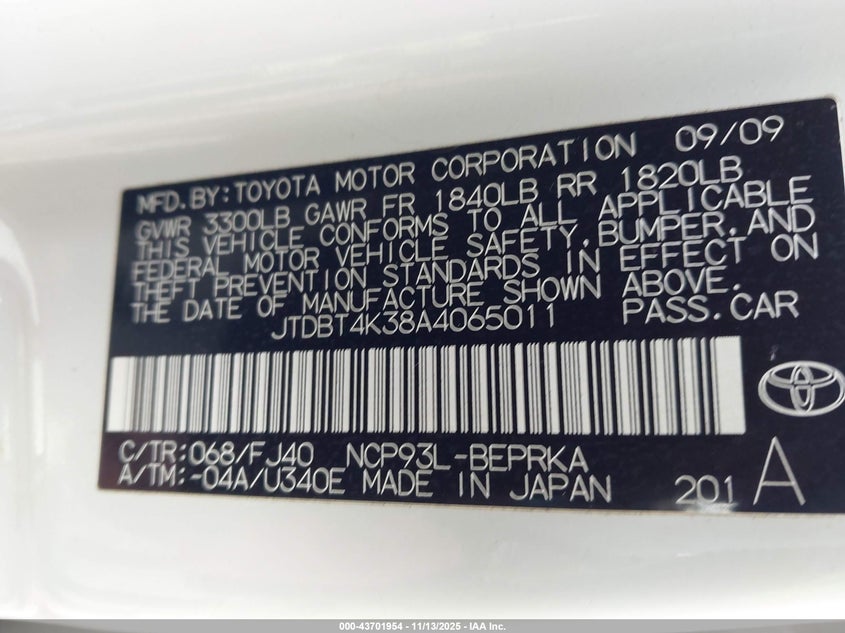 MFD. BY: TOYOTA MOTOR CORPORATION 09/09
GVWR 3300LB GAWR FR 1840LB RR 1820LB
THIS VEHICLE CONFORMS TO ALL APPLICABLE
FEDERAL MOTOR VEHICLE SAFETY, BUMPER, AND
THEFT PREVENTION STANDARDS IN EFFECT ON
THE DATE OF MANUFACTURE SHOWN ABOVE.
JTDBT4K38A4065011 PASS. CAR
C/TR: 068/FJ40 NCP93L-BEPRKA
A/TM: -04A/U340E MADE IN JAPAN 201 A
000-43701954 - 11/13/2025 - IAA Inc.